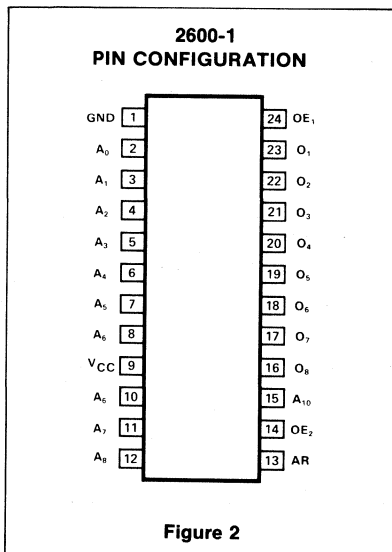 2600-1
PIN CONFIGURATION
GND 1
A₀ 2
A₁ 3
A₂ 4
A₃ 5
A₄ 6
A₅ 7
A₆ 8
VCC 9
A₆ 10
A₇ 11
A₈ 12
24 OE₁
23 O₁
22 O₂
21 O₃
20 O₄
19 O₅
18 O₆
17 O₇
16 O₈
15 A₁₀
14 OE₂
13 AR
Figure 2